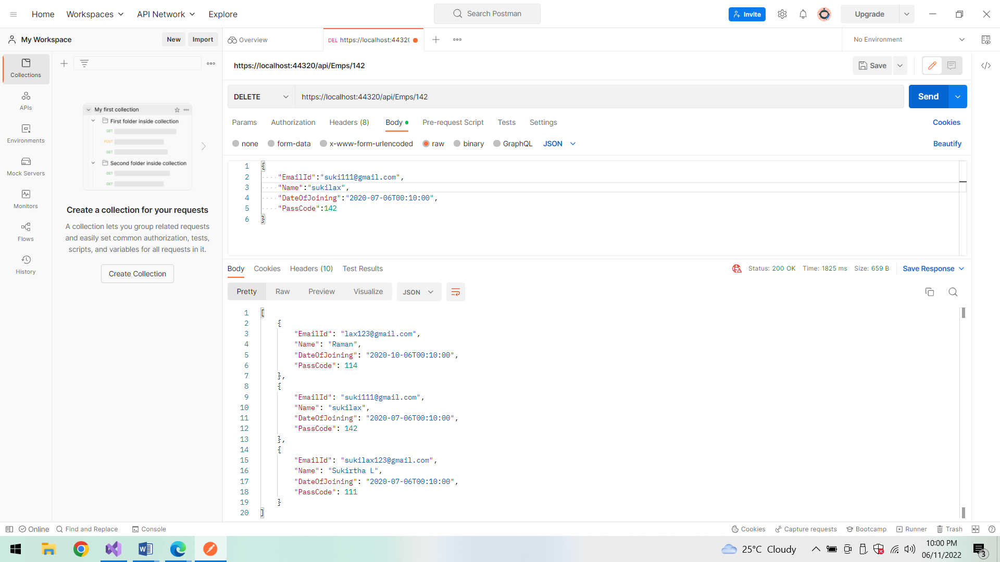 Home Workspaces API Network Explore Search Postman Invite Upgrade
My Workspace New Import Overview DEL https://localhost:4432 No Environment
Collections
APIs
Environments
Mock Servers
Monitors
Flows
History
My first collection
First folder inside collection
GET
POST
GET
Second folder inside collection
GET
GET
Create a collection for your requests
A collection lets you group related requests
and easily set common authorization, tests,
scripts, and variables for all requests in it.
Create Collection
https://localhost:44320/api/Emps/142 Save
DELETE https://localhost:44320/api/Emps/142 Send
Params Authorization Headers (8) Body Pre-request Script Tests Settings Cookies
none form-data x-www-form-urlencoded raw binary GraphQL JSON Beautify
1 {
2 "EmailId":"suki111@gmail.com",
3 "Name":"sukilax",
4 "DateOfJoining":"2020-07-06T00:10:00",
5 "PassCode":142
6 }
Body Cookies Headers (10) Test Results Status: 200 OK Time: 1825 ms Size: 659 B Save Response
Pretty Raw Preview Visualize JSON
1 [
2 {
3 "EmailId": "lax123@gmail.com",
4 "Name": "Raman",
5 "DateOfJoining": "2020-10-06T00:10:00",
6 "PassCode": 114
7 },
8 {
9 "EmailId": "suki111@gmail.com",
10 "Name": "sukilax",
11 "DateOfJoining": "2020-07-06T00:10:00",
12 "PassCode": 142
13 },
14 {
15 "EmailId": "sukilax123@gmail.com",
16 "Name": "Sukirtha L",
17 "DateOfJoining": "2020-07-06T00:10:00",
18 "PassCode": 111
19 }
20 ]
Online Find and Replace Console Cookies Capture requests Bootcamp Runner Trash
25°C Cloudy 10:00 PM
06/11/2022 3